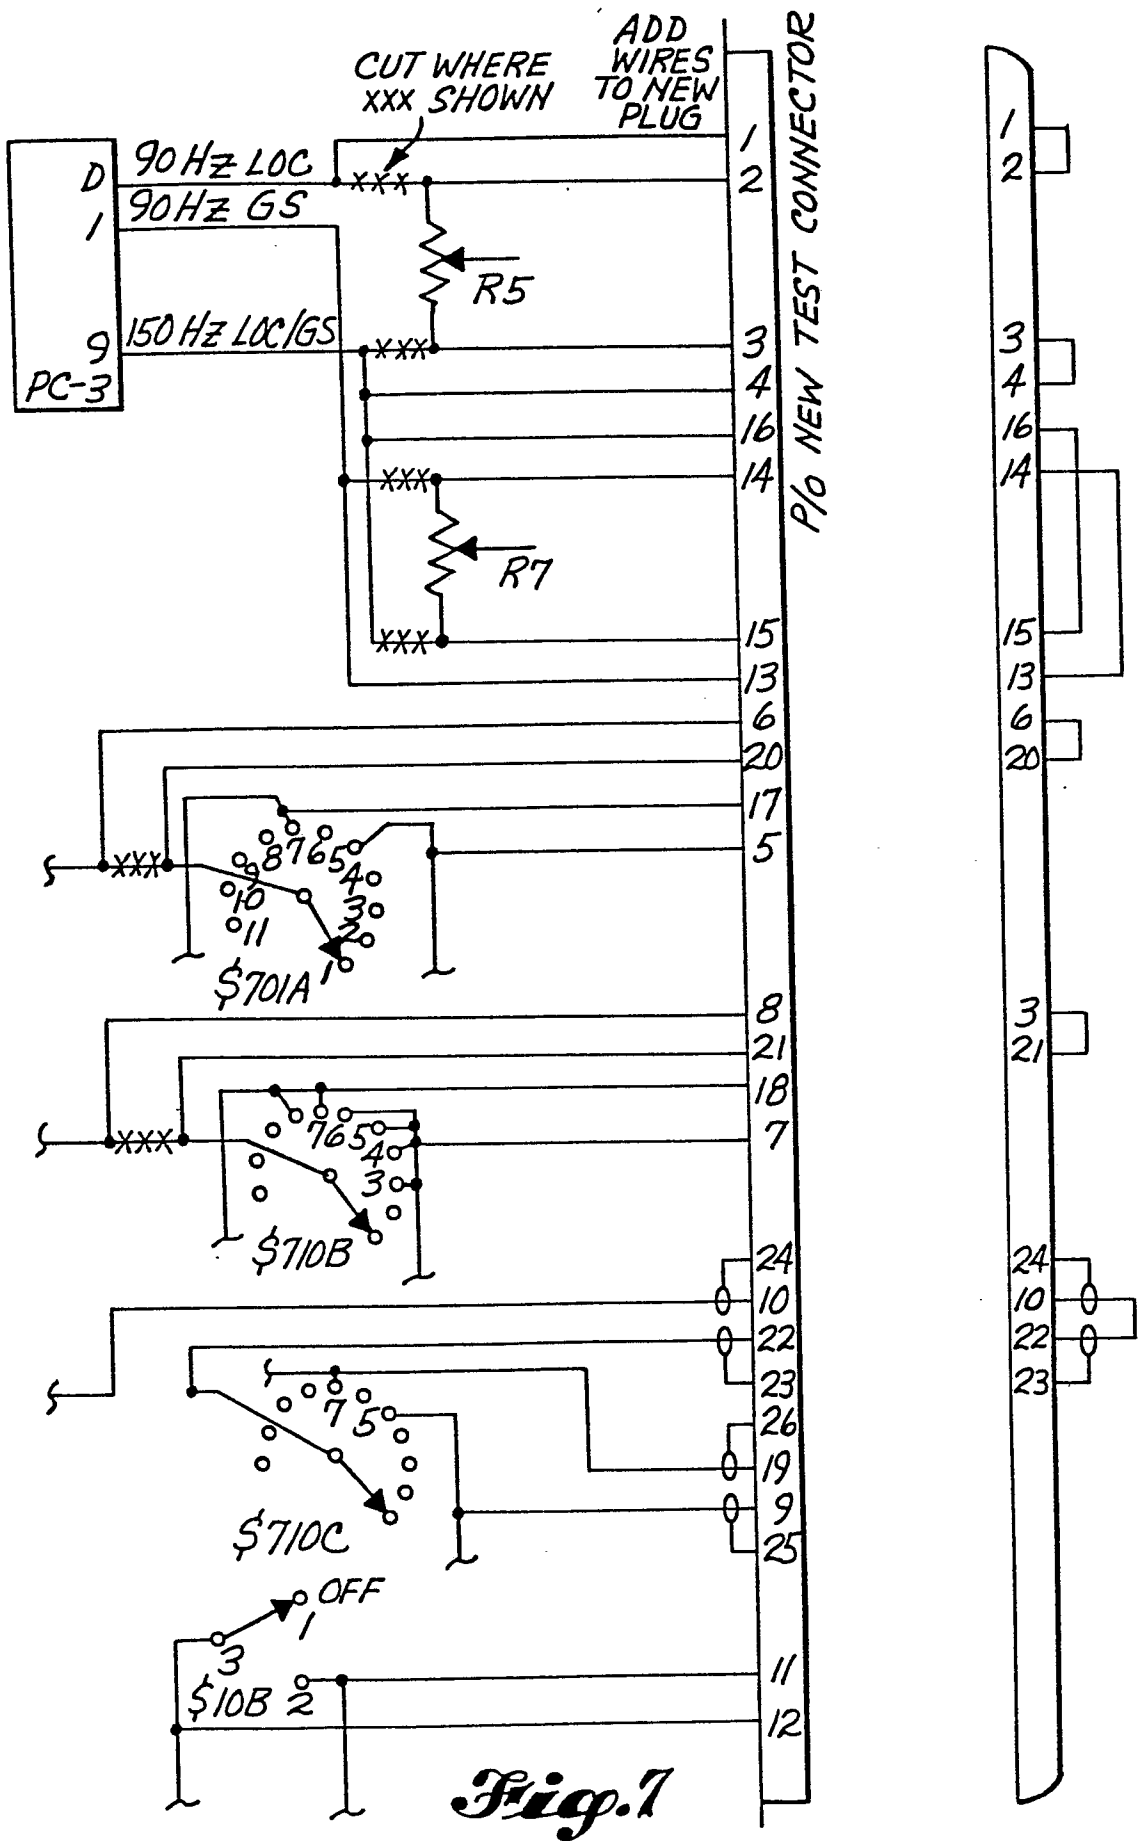 ADD
WIRES
TO NEW
PLUG
CUT WHERE
XXX SHOWN
P/O NEW TEST CONNECTOR
D 90 HZ LOC XXX
1 90 HZ GS
9 150 HZ LOC/GS XXX
PC-3
R5
XXX
R7
XXX
1
2
3
4
16
14
15
13
6
20
17
5
8
21
18
7
24
10
22
23
26
19
9
25
11
12
XXX
11
10
9
8
7
6
5
4
3
2
1
$701A
XXX
7
6
5
4
3
$710B
7
5
$710C
OFF
1
3
$10B 2
1
2
3
4
16
14
15
13
6
20
3
21
24
10
22
23
Fig. 7